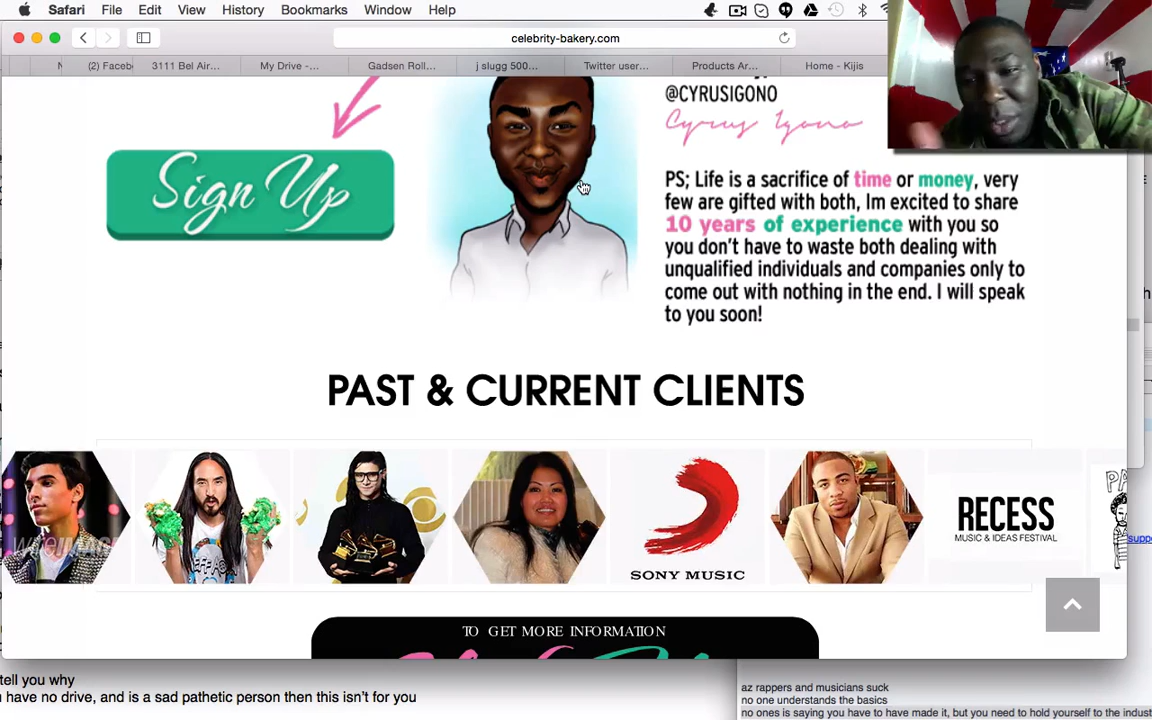 Safari File Edit View History Bookmarks Window Help
celebrity-bakery.com
(2) Faceb 3111 Bel Air... My Drive -... Gadsen Roll... j slugg 500... Twitter user... Products Ar... Home - Kijis
@CYRUSIGONO
Cyrus Igono
Sign Up
PS; Life is a sacrifice of time or money, very
few are gifted with both, Im excited to share
10 years of experience with you so
you don't have to waste both dealing with
unqualified individuals and companies only to
come out with nothing in the end. I will speak
to you soon!
PAST & CURRENT CLIENTS
WIREIMAGE
SONY MUSIC
RECESS
MUSIC & IDEAS FESTIVAL
PA
suppo
TO GET MORE INFORMATION
tell you why
have no drive, and is a sad pathetic person then this isn't for you
az rappers and musicians suck
no one understands the basics
no ones is saying you have to have made it, but you need to hold yourself to the indust